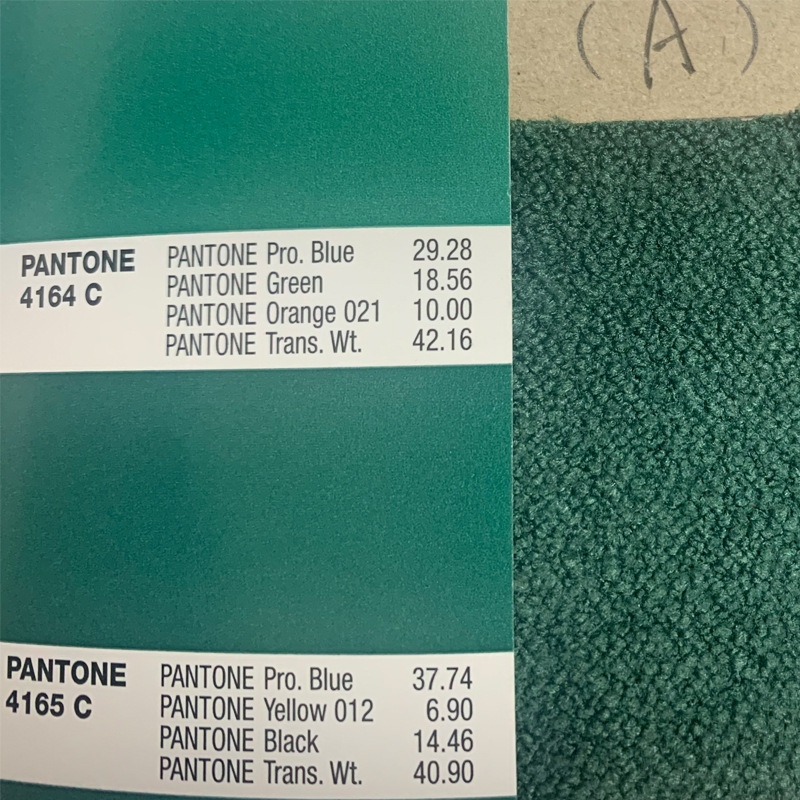 (A)
PANTONE
4164 C
PANTONE Pro. Blue 29.28
PANTONE Green 18.56
PANTONE Orange 021 10.00
PANTONE Trans. Wt. 42.16
PANTONE
4165 C
PANTONE Pro. Blue 37.74
PANTONE Yellow 012 6.90
PANTONE Black 14.46
PANTONE Trans. Wt. 40.90